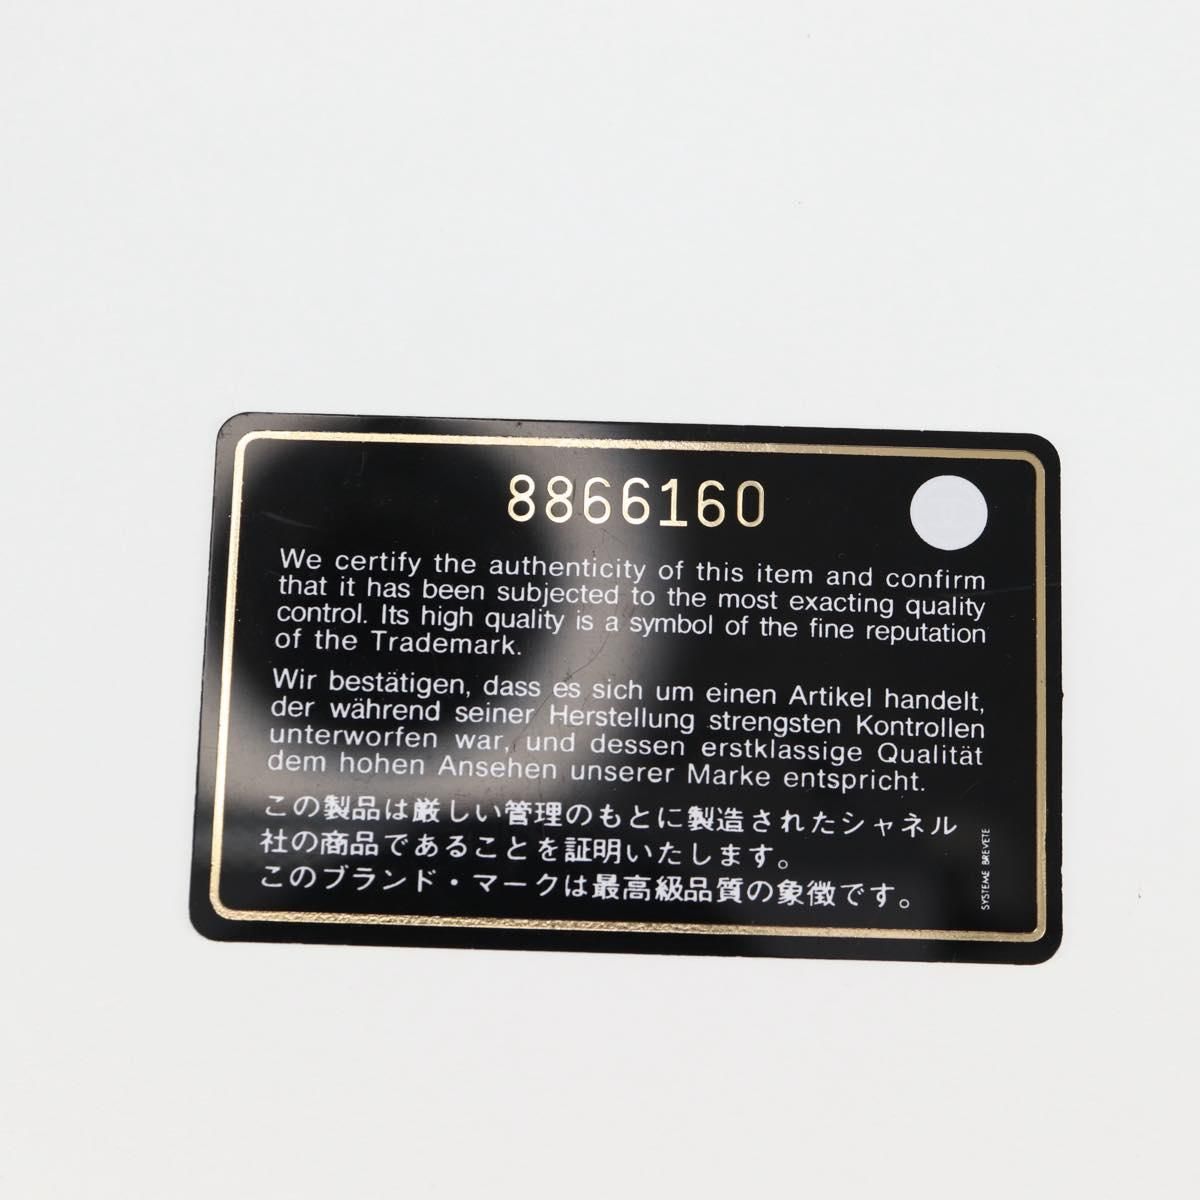 8866160
We certify the authenticity of this item and confirm
that it has been subjected to the most exacting quality
control. Its high quality is a symbol of the fine reputation
of the Trademark.
Wir bestätigen, dass es sich um einen Artikel handelt,
der während seiner Herstellung strengsten Kontrollen
unterworfen war, und dessen erstklassige Qualität
dem hohen Ansehen unserer Marke entspricht.
この製品は厳しい管理のもとに製造されたシャネル
社の商品であることを証明いたします。
このブランド・マークは最高級品質の象徴です。
SYSTEME BREVETE